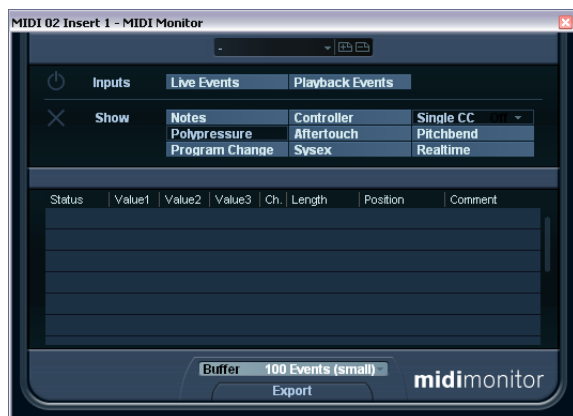 MIDI 02 Insert 1 - MIDI Monitor
-
Inputs Live Events Playback Events
Show Notes Controller Single CC Off
Polypressure Aftertouch Pitchbend
Program Change Sysex Realtime
Status Value1 Value2 Value3 Ch. Length Position Comment
Buffer 100 Events (small)
Export
midimonitor